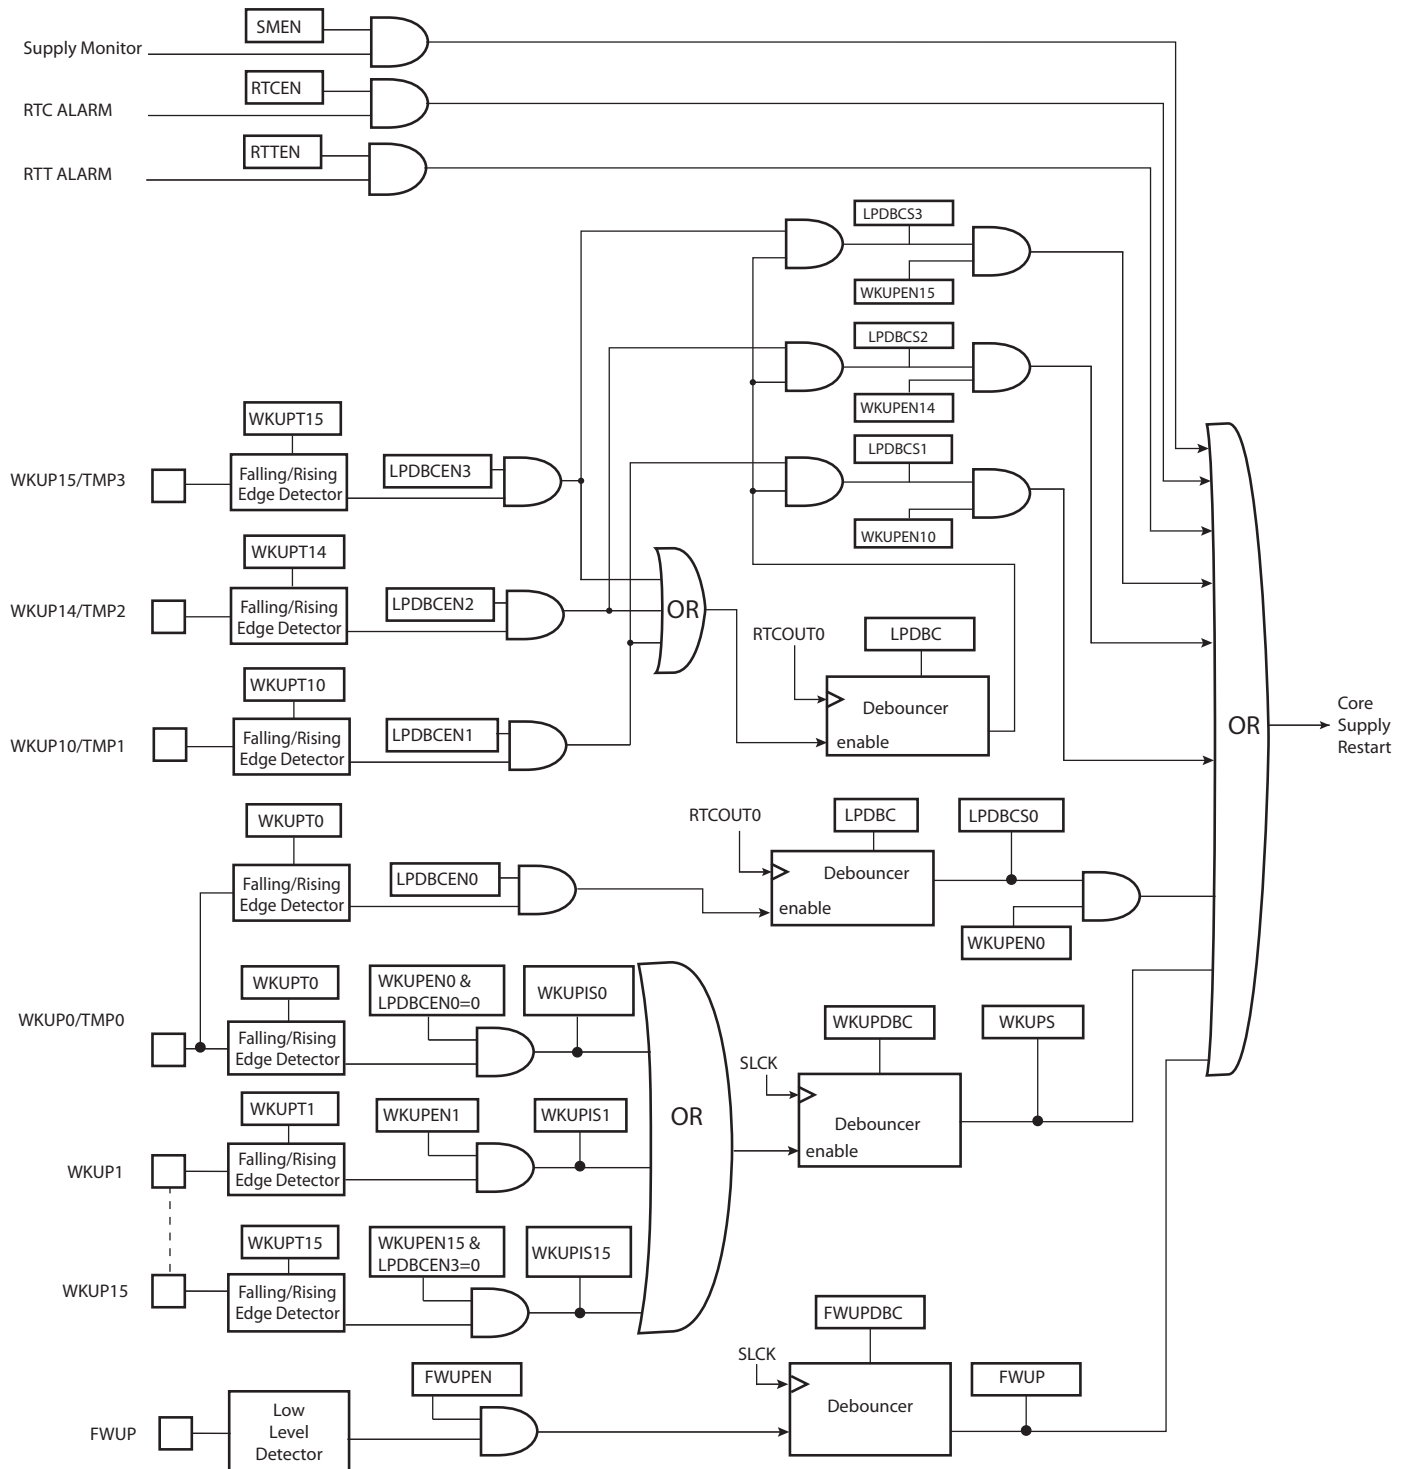 SMEN
Supply Monitor
RTCEN
RTC ALARM
RTTEN
RTT ALARM
LPDBCS3
WKUPEN15
LPDBCS2
WKUPEN14
WKUPT15
LPDBCS1
WKUP15/TMP3
Falling/Rising
Edge Detector
LPDBCEN3
WKUPEN10
WKUPT14
WKUP14/TMP2
Falling/Rising
Edge Detector
LPDBCEN2
OR
RTCOUT0
LPDBC
WKUPT10
Debouncer
enable
WKUP10/TMP1
Falling/Rising
Edge Detector
LPDBCEN1
OR
Core
Supply
Restart
WKUPT0
RTCOUT0
LPDBC
LPDBCS0
Falling/Rising
Edge Detector
LPDBCEN0
Debouncer
enable
WKUPEN0
WKUPT0
WKUPEN0 &
LPDBCEN0=0
WKUPIS0
WKUP0/TMP0
Falling/Rising
Edge Detector
WKUPDBC
WKUPS
SLCK
WKUPT1
WKUPEN1
WKUPIS1
OR
Debouncer
enable
WKUP1
Falling/Rising
Edge Detector
WKUPT15
WKUPEN15 &
LPDBCEN3=0
WKUPIS15
WKUP15
Falling/Rising
Edge Detector
FWUPDBC
SLCK
FWUPEN
FWUP
Debouncer
FWUP
Low
Level
Detector